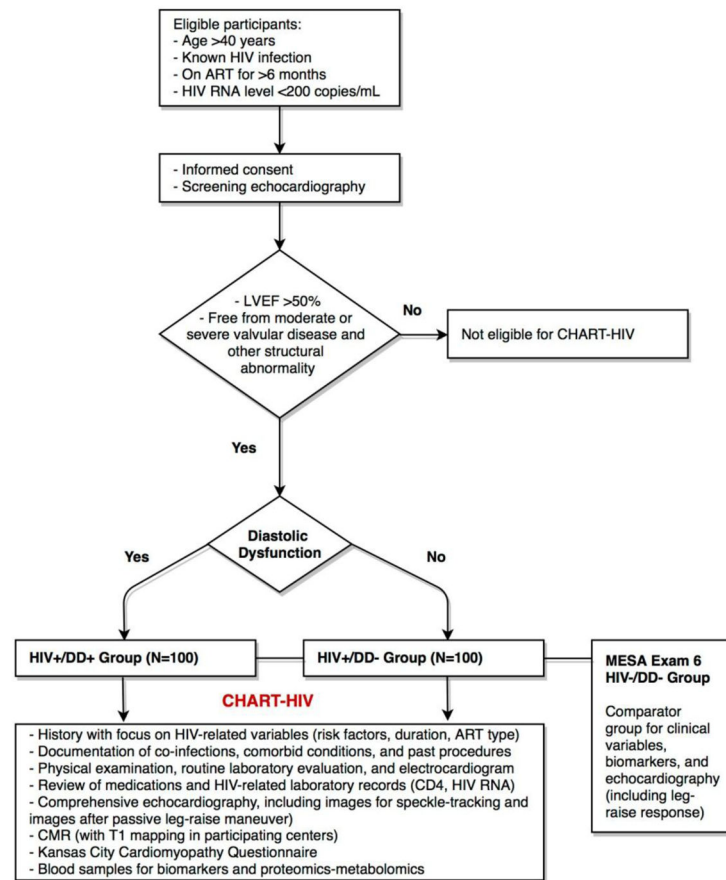 Eligible participants:
- Age >40 years
- Known HIV infection
- On ART for >6 months
- HIV RNA level <200 copies/mL
- Informed consent
- Screening echocardiography
- LVEF >50%
- Free from moderate or
severe valvular disease and
other structural
abnormality
No
Not eligible for CHART-HIV
Yes
Diastolic
Dysfunction
Yes
No
HIV+/DD+ Group (N=100)
HIV+/DD- Group (N=100)
MESA Exam 6
HIV-/DD- Group
Comparator
group for clinical
variables,
biomarkers, and
echocardiography
(including leg-
raise response)
CHART-HIV
- History with focus on HIV-related variables (risk factors, duration, ART type)
- Documentation of co-infections, comorbid conditions, and past procedures
- Physical examination, routine laboratory evaluation, and electrocardiogram
- Review of medications and HIV-related laboratory records (CD4, HIV RNA)
- Comprehensive echocardiography, including images for speckle-tracking and
images after passive leg-raise maneuver)
- CMR (with T1 mapping in participating centers)
- Kansas City Cardiomyopathy Questionnaire
- Blood samples for biomarkers and proteomics-metabolomics